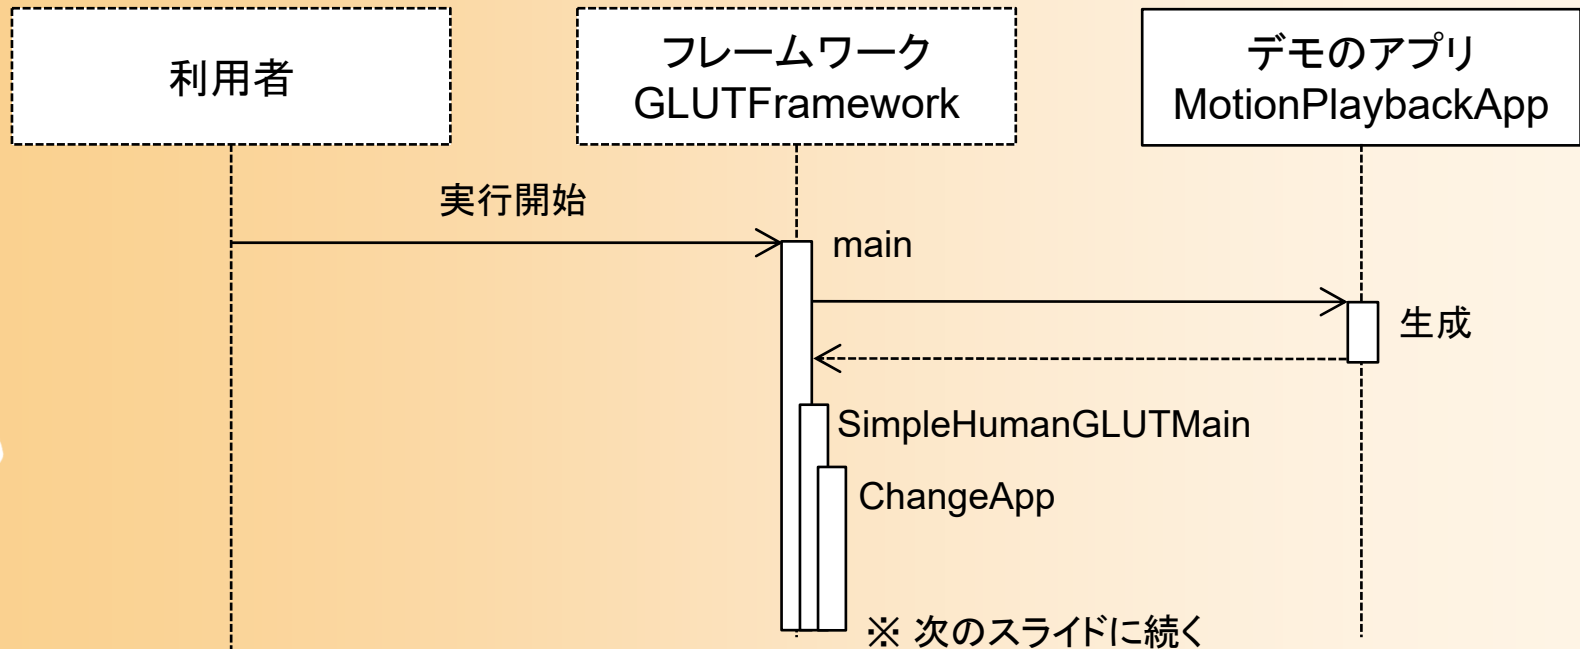 利用者
フレームワーク
GLUTFramework
デモのアプリ
MotionPlaybackApp
実行開始
main
生成
SimpleHumanGLUTMain
ChangeApp
※ 次のスライドに続く